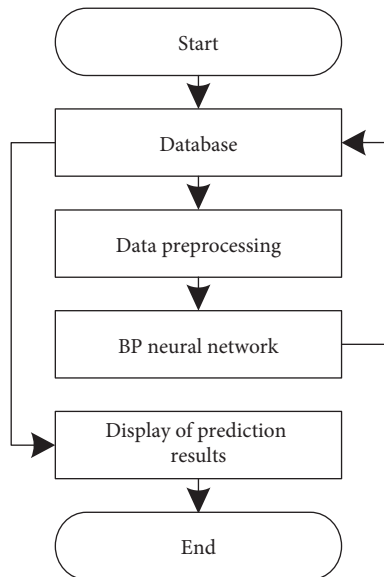 Start
Database
Data preprocessing
BP neural network
Display of prediction
results
End